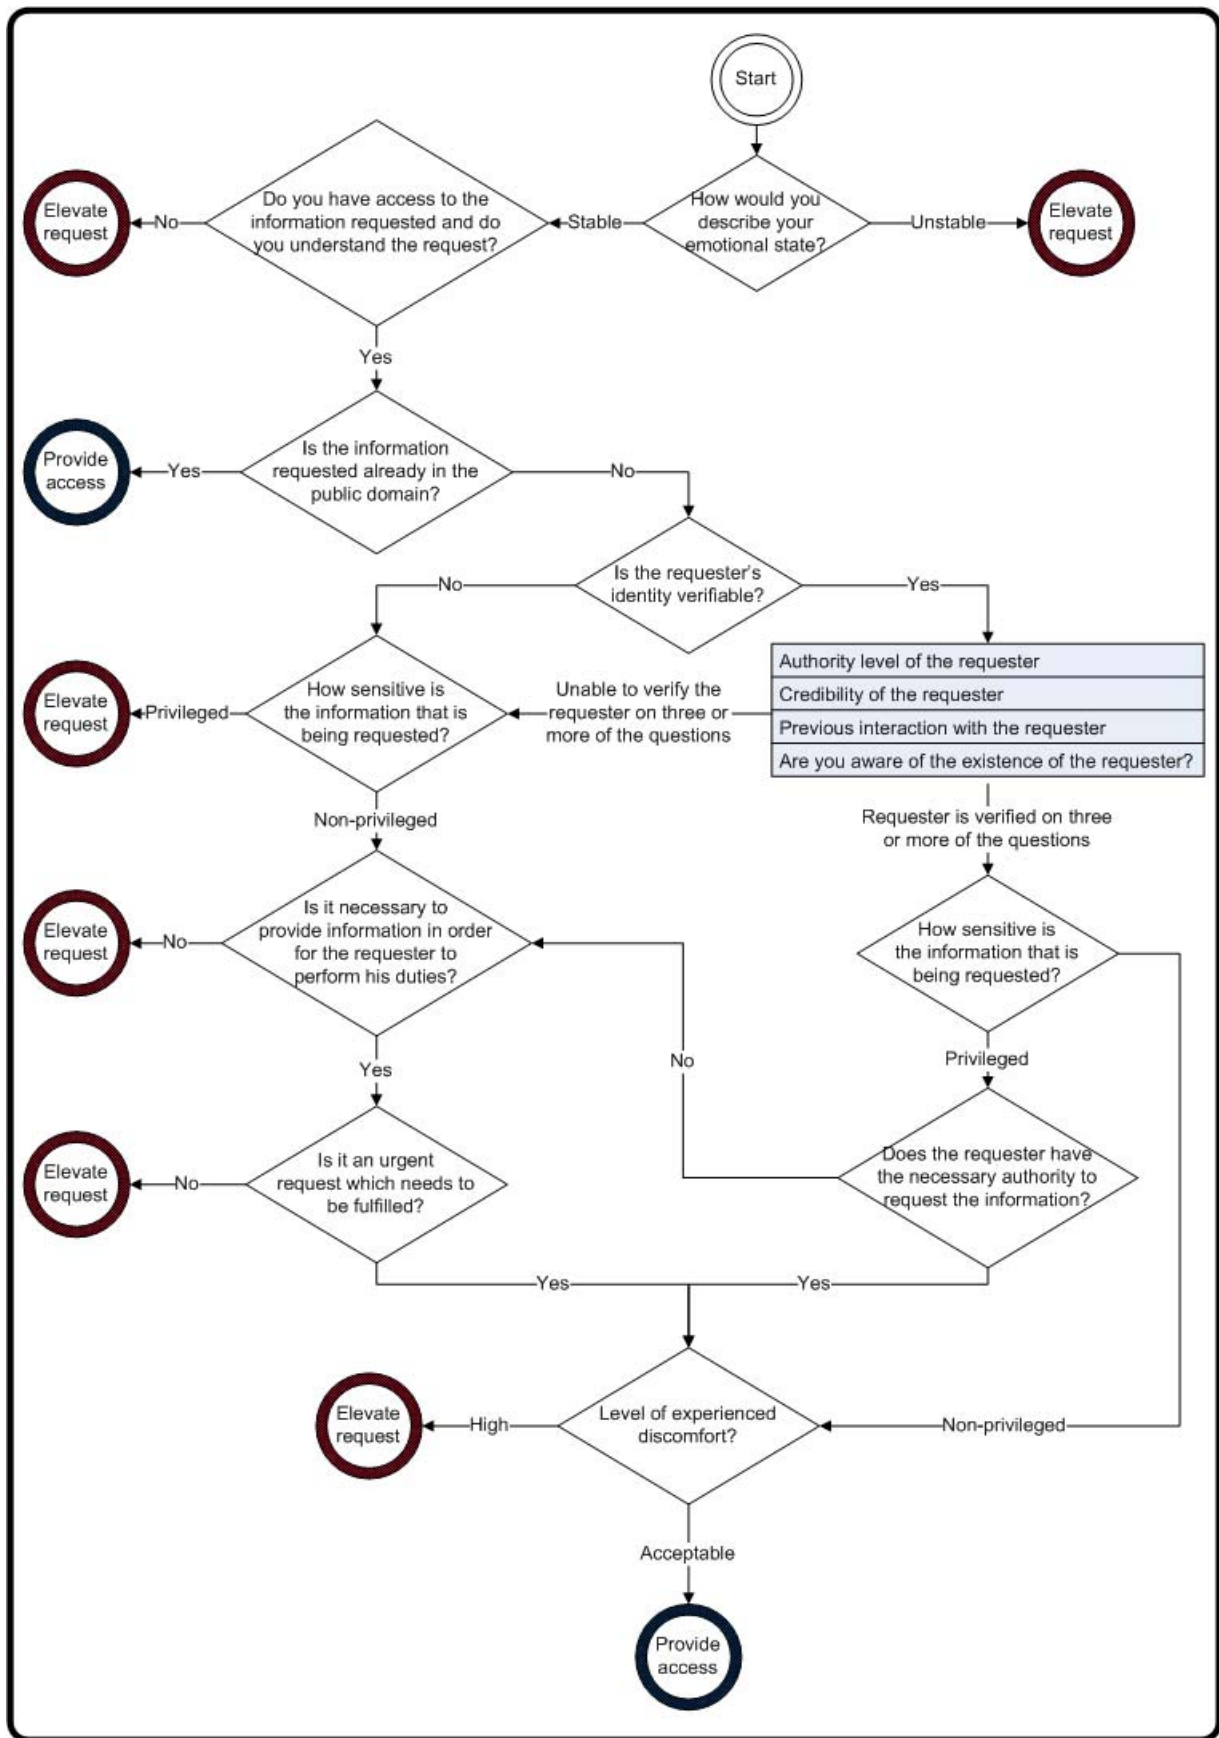 Start
Do you have access to the
information requested and do
you understand the request?
How would you
describe your
emotional state?
Elevate
request
No
Stable
Unstable
Elevate
request
Yes
Is the information
requested already in the
public domain?
Provide
access
Yes
No
Is the requester's
identity verifiable?
No
Yes
Authority level of the requester
Credibility of the requester
Previous interaction with the requester
Are you aware of the existence of the requester?
Unable to verify the
requester on three or
more of the questions
How sensitive is
the information that is
being requested?
Privileged
Elevate
request
Non-privileged
Requester is verified on three
or more of the questions
Is it necessary to
provide information in order
for the requester to
perform his duties?
No
Elevate
request
How sensitive is
the information that is
being requested?
Yes
No
Privileged
Is it an urgent
request which needs to
be fulfilled?
No
Elevate
request
Does the requester have
the necessary authority to
request the information?
Yes
Yes
Level of experienced
discomfort?
High
Elevate
request
Non-privileged
Acceptable
Provide
access